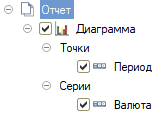 Отчет
Диаграмма
Точки
Период
Серии
Валюта